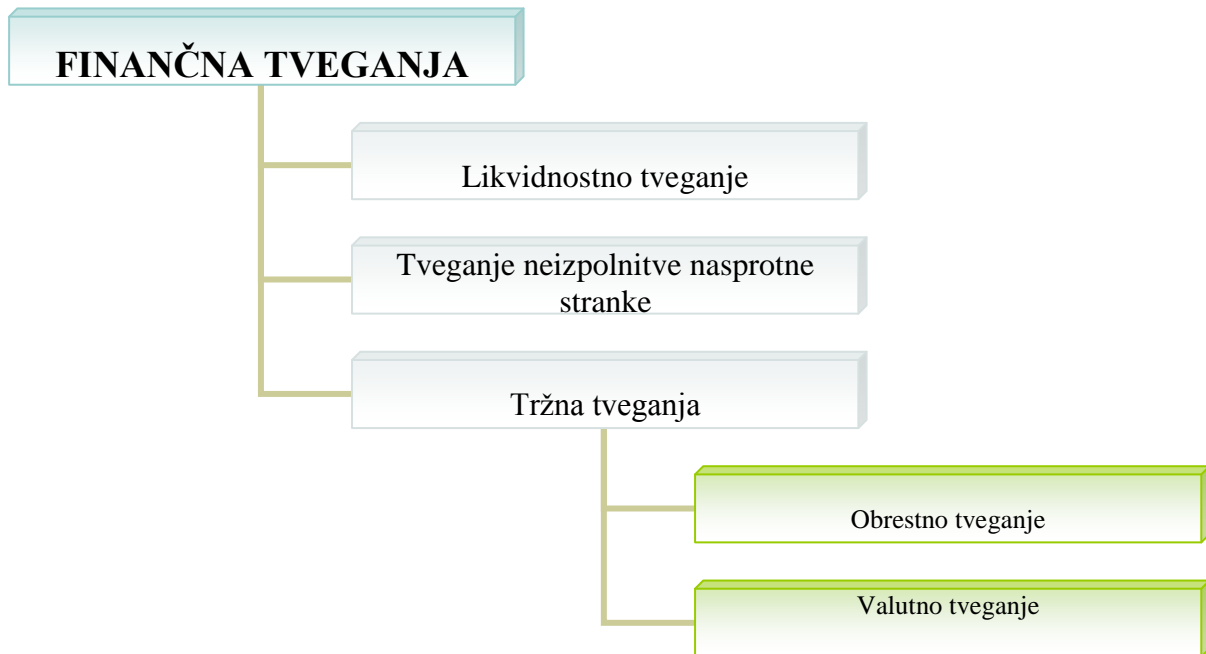 FINANČNA TVEGANJA
Likvidnostno tveganje
Tveganje neizpolnitve nasprotne
stranke
Tržna tveganja
Obrestno tveganje
Valutno tveganje